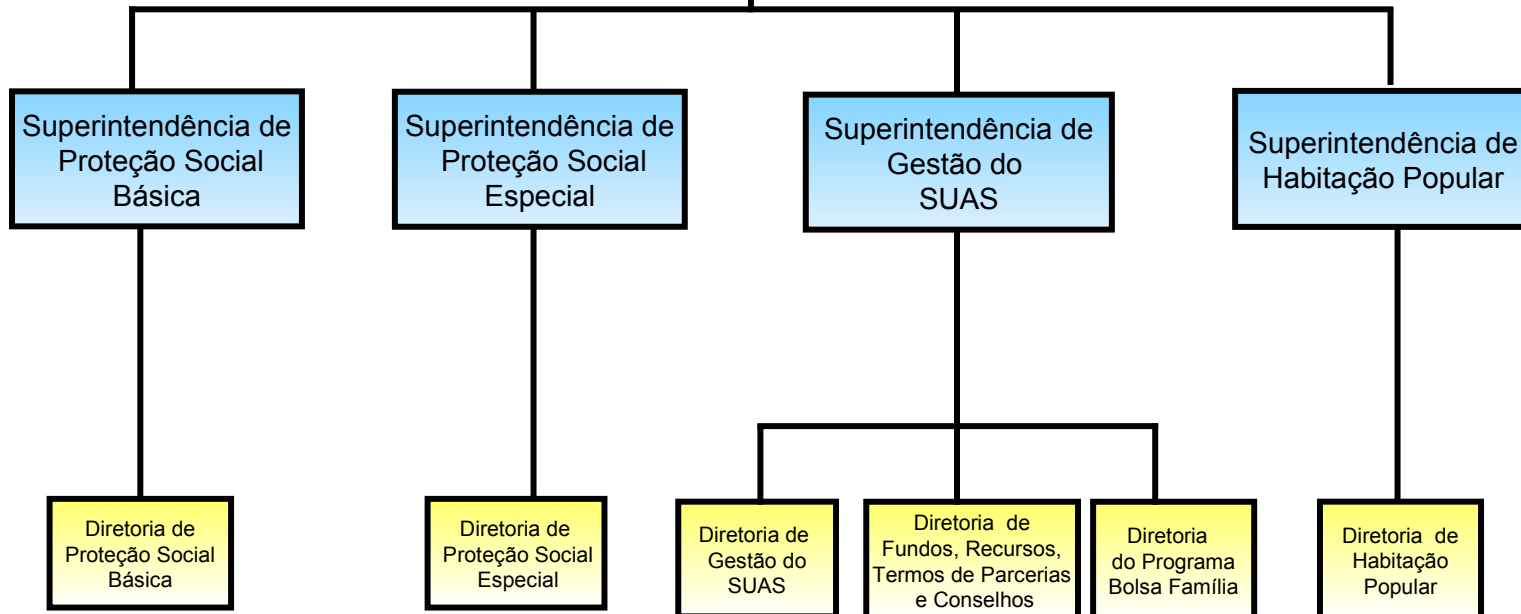 Superintendência de
Proteção Social
Básica
Superintendência de
Proteção Social
Especial
Superintendência de
Gestão do
SUAS
Superintendência de
Habitação Popular
Diretoria de
Proteção Social
Básica
Diretoria de
Proteção Social
Especial
Diretoria de
Gestão do
SUAS
Diretoria de
Fundos, Recursos,
Termos de Parcerias
e Conselhos
Diretoria
do Programa
Bolsa Família
Diretoria de
Habitação
Popular